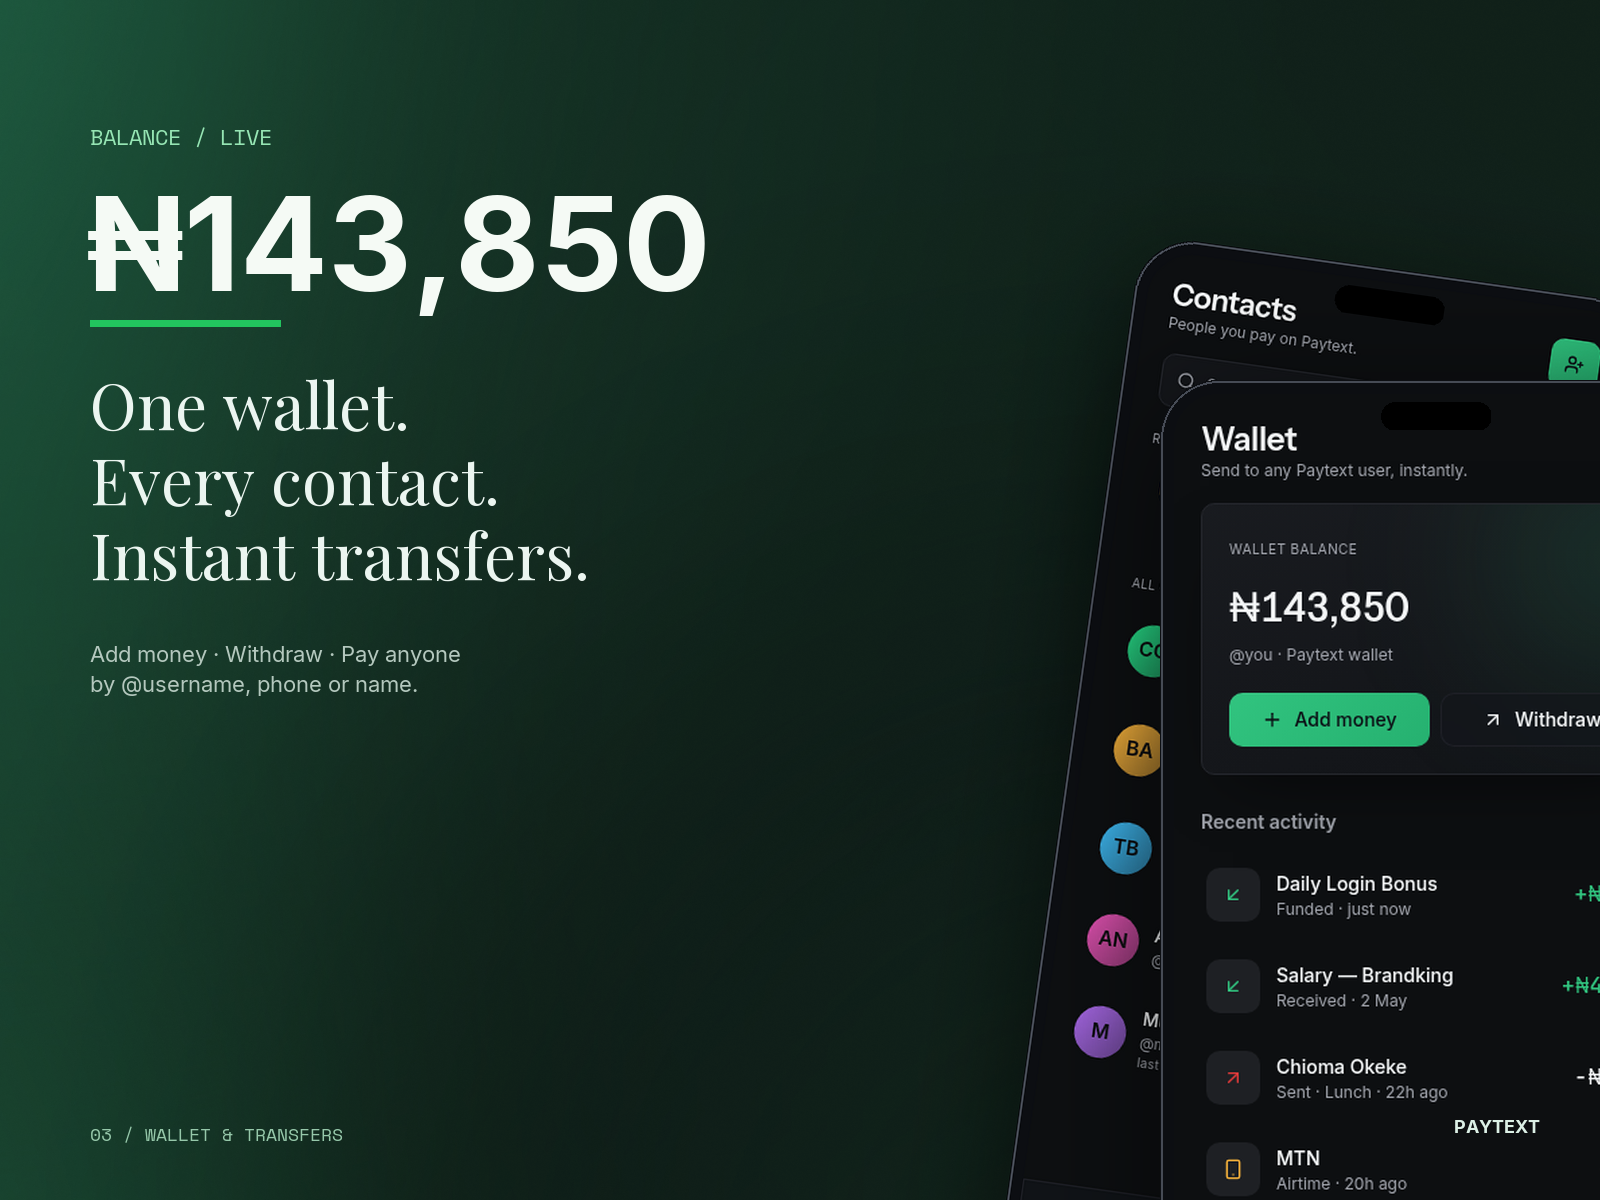 BALANCE / LIVE
₦143,850
One wallet.
Every contact.
Instant transfers.
Add money · Withdraw · Pay anyone
by @username, phone or name.
03 / WALLET & TRANSFERS
Contacts
People you pay on Paytext.
ALL
CO
BA
TB
AN
M
last
Wallet
Send to any Paytext user, instantly.
WALLET BALANCE
₦143,850
@you · Paytext wallet
+ Add money
Withdraw
Recent activity
Daily Login Bonus
+₦
Funded · just now
Salary — Brandking
+₦4
Received · 2 May
Chioma Okeke
-₦
Sent · Lunch · 22h ago
PAYTEXT
MTN
Airtime · 20h ago